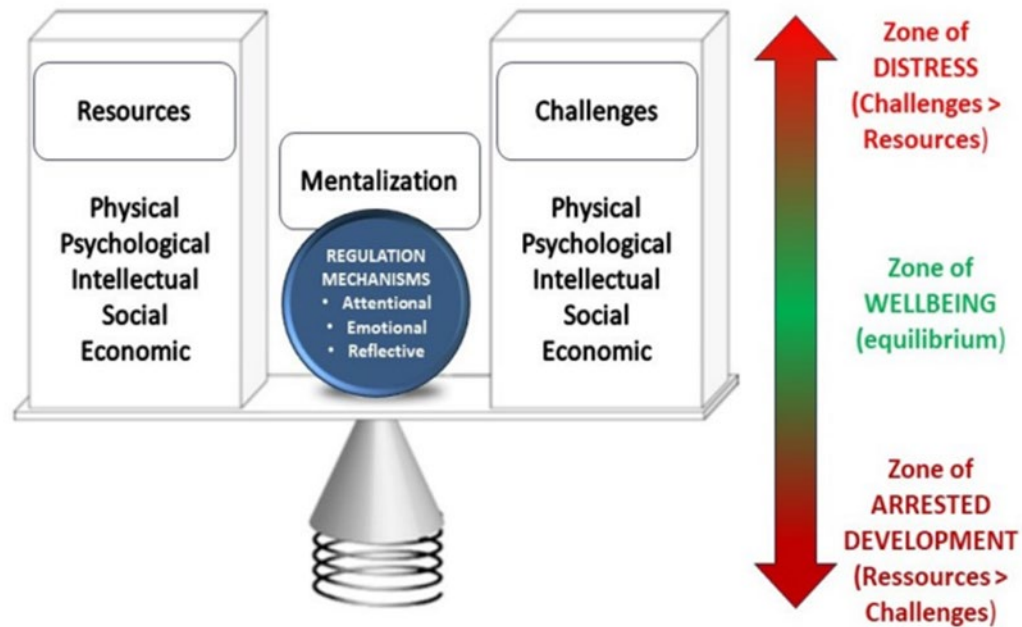 Resources
Physical
Psychological
Intellectual
Social
Economic
Mentalization
REGULATION
MECHANISMS
• Attentional
• Emotional
• Reflective
Challenges
Physical
Psychological
Intellectual
Social
Economic
Zone of
DISTRESS
(Challenges >
Resources)
Zone of
WELLBEING
(equilibrium)
Zone of
ARRESTED
DEVELOPMENT
(Ressources >
Challenges)